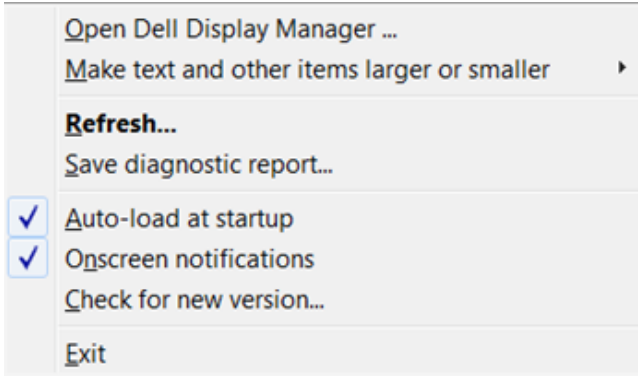 Open Dell Display Manager ...
Make text and other items larger or smaller
Refresh...
Save diagnostic report...
Auto-load at startup
Onscreen notifications
Check for new version...
Exit